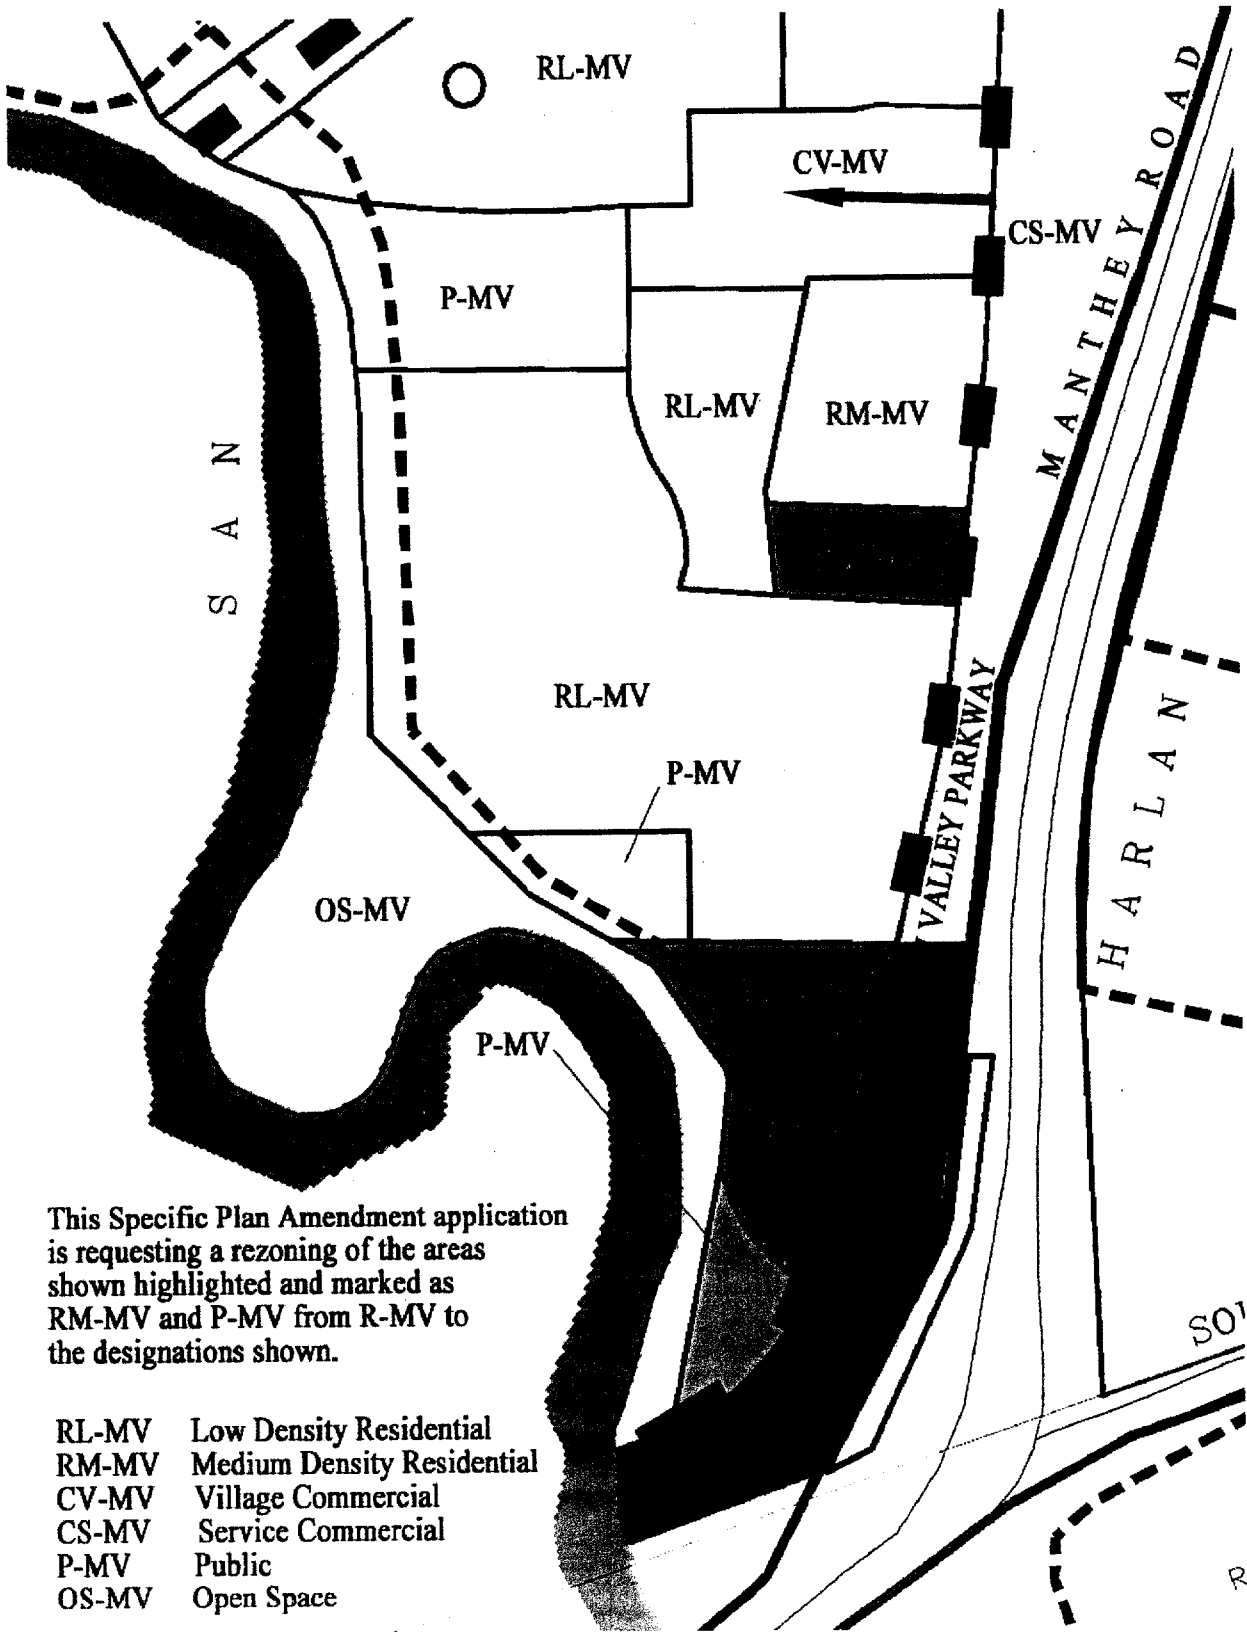 RL-MV
CV-MV
CS-MV
MANTHEY ROAD
P-MV
RL-MV
RM-MV
SAN
RL-MV
P-MV
VALLEY PARKWAY
HARLAN
OS-MV
P-MV
This Specific Plan Amendment application
is requesting a rezoning of the areas
shown highlighted and marked as
RM-MV and P-MV from R-MV to
the designations shown.
SOU
RL-MV Low Density Residential
RM-MV Medium Density Residential
CV-MV Village Commercial
CS-MV Service Commercial
P-MV Public
OS-MV Open Space
R